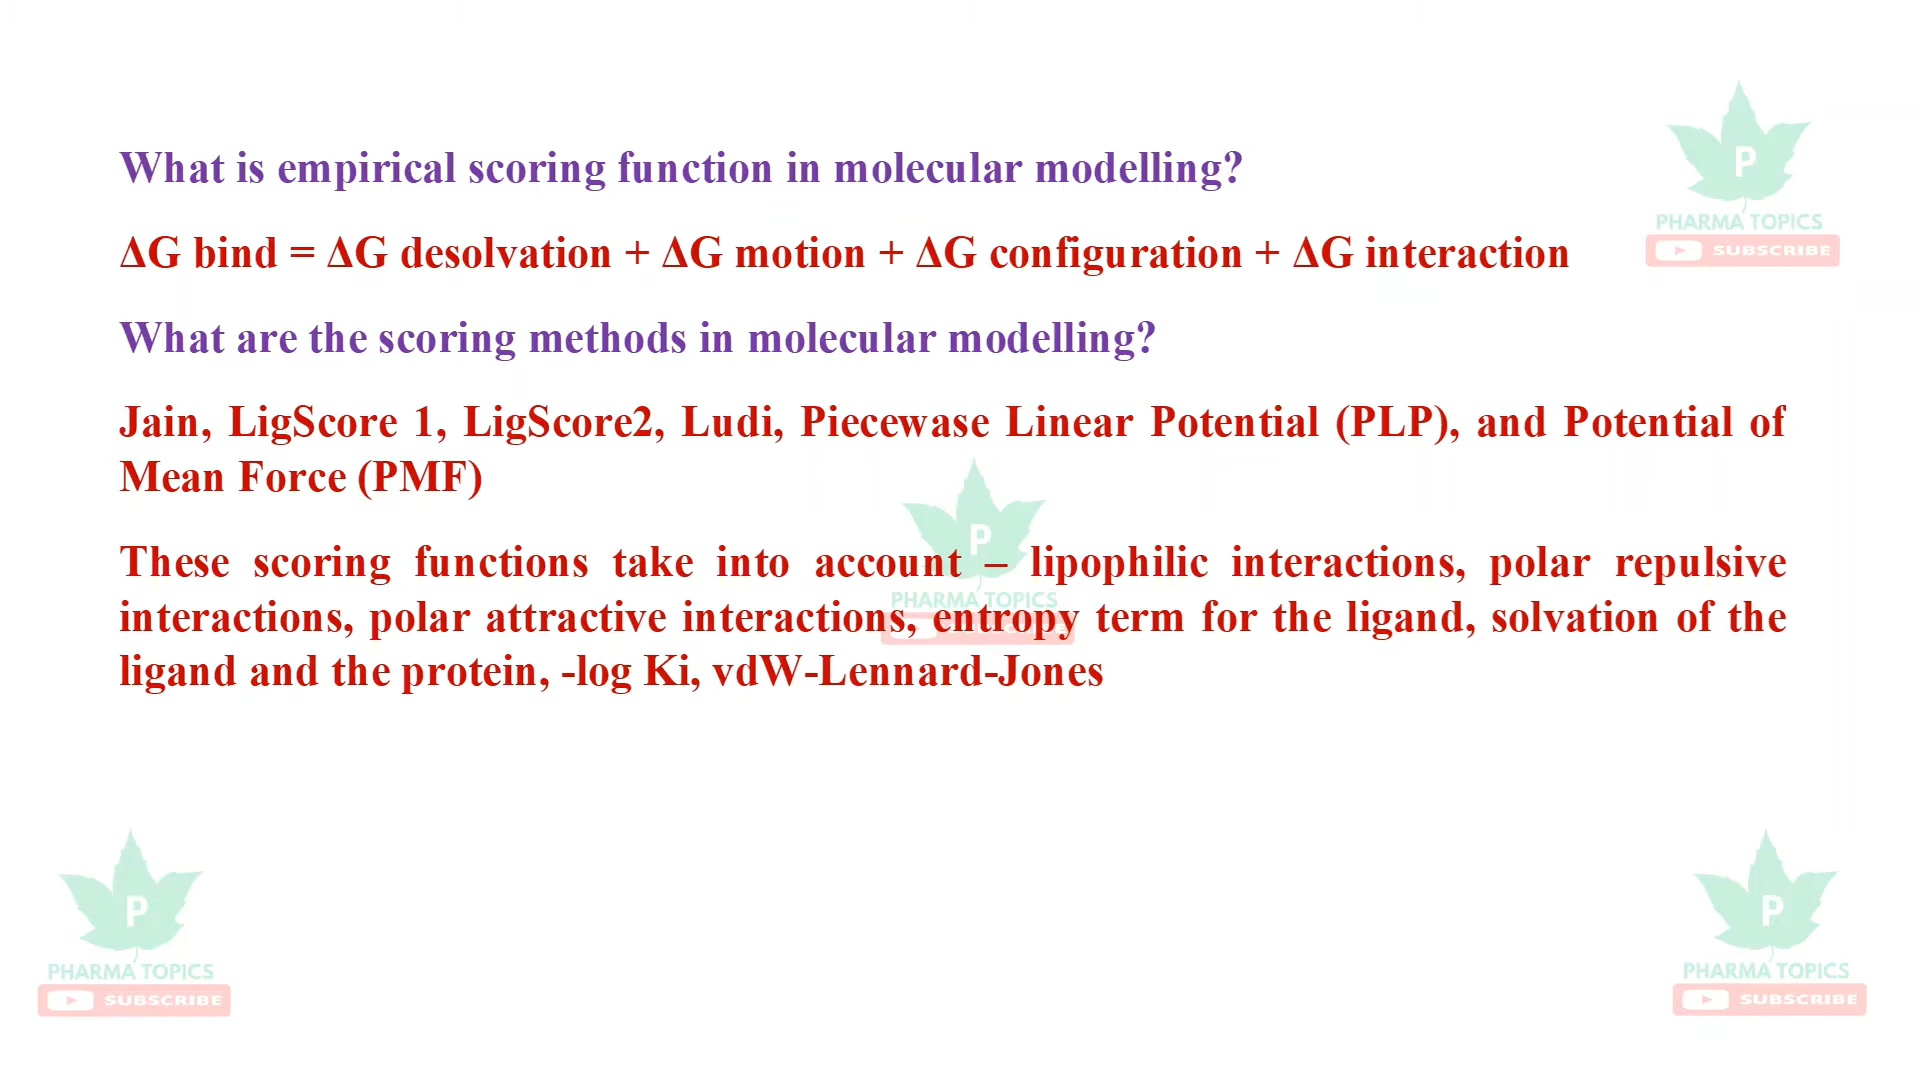 What is empirical scoring function in molecular modelling?
ΔG bind = ΔG desolvation + ΔG motion + ΔG configuration + ΔG interaction
What are the scoring methods in molecular modelling?
Jain, LigScore 1, LigScore2, Ludi, Piecewase Linear Potential (PLP), and Potential of
Mean Force (PMF)
These scoring functions take into account – lipophilic interactions, polar repulsive
interactions, polar attractive interactions, entropy term for the ligand, solvation of the
ligand and the protein, -log Ki, vdW-Lennard-Jones
P
PHARMA TOPICS
SUBSCRIBE
P
PHARMA TOPICS
P
PHARMA TOPICS
SUBSCRIBE
P
PHARMA TOPICS
SUBSCRIBE